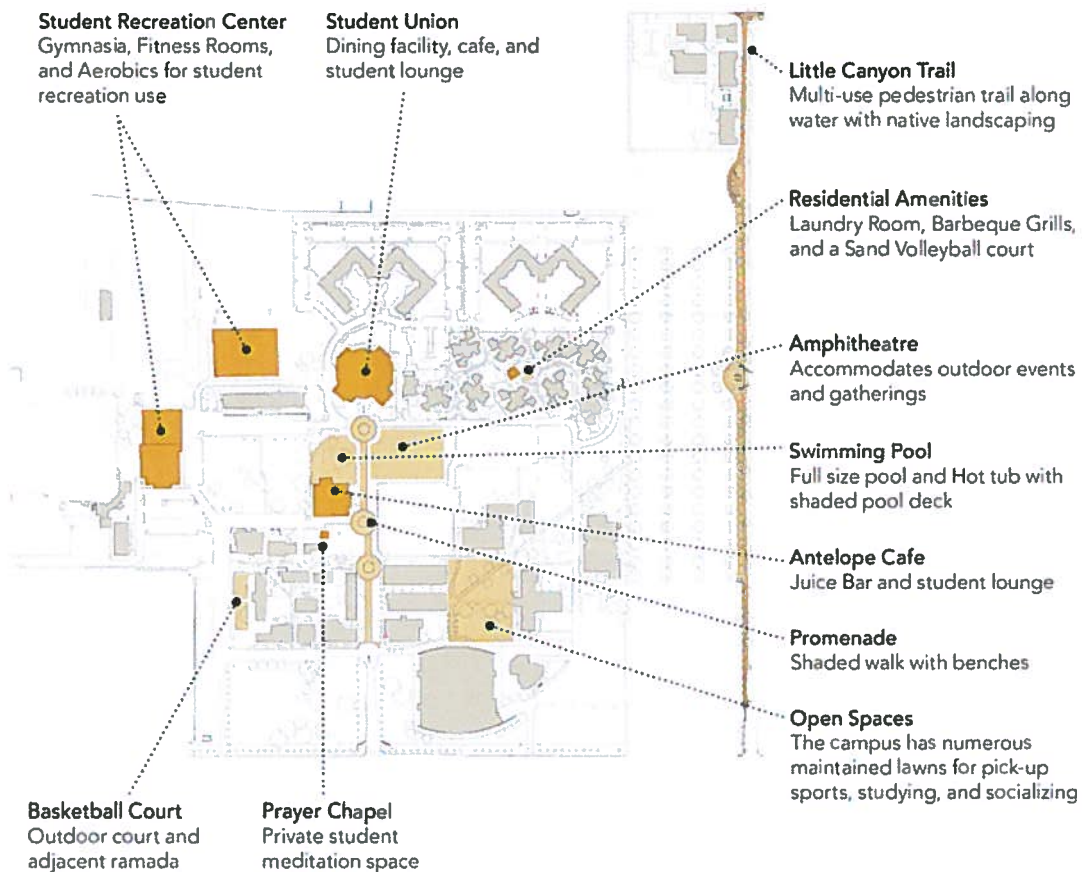 Student Recreation Center
Gymnasia, Fitness Rooms,
and Aerobics for student
recreation use
Student Union
Dining facility, cafe, and
student lounge
Little Canyon Trail
Multi-use pedestrian trail along
water with native landscaping
Residential Amenities
Laundry Room, Barbeque Grills,
and a Sand Volleyball court
Amphitheatre
Accommodates outdoor events
and gatherings
Swimming Pool
Full size pool and Hot tub with
shaded pool deck
Antelope Cafe
Juice Bar and student lounge
Promenade
Shaded walk with benches
Open Spaces
The campus has numerous
maintained lawns for pick-up
sports, studying, and socializing
Basketball Court
Outdoor court and
adjacent ramada
Prayer Chapel
Private student
meditation space